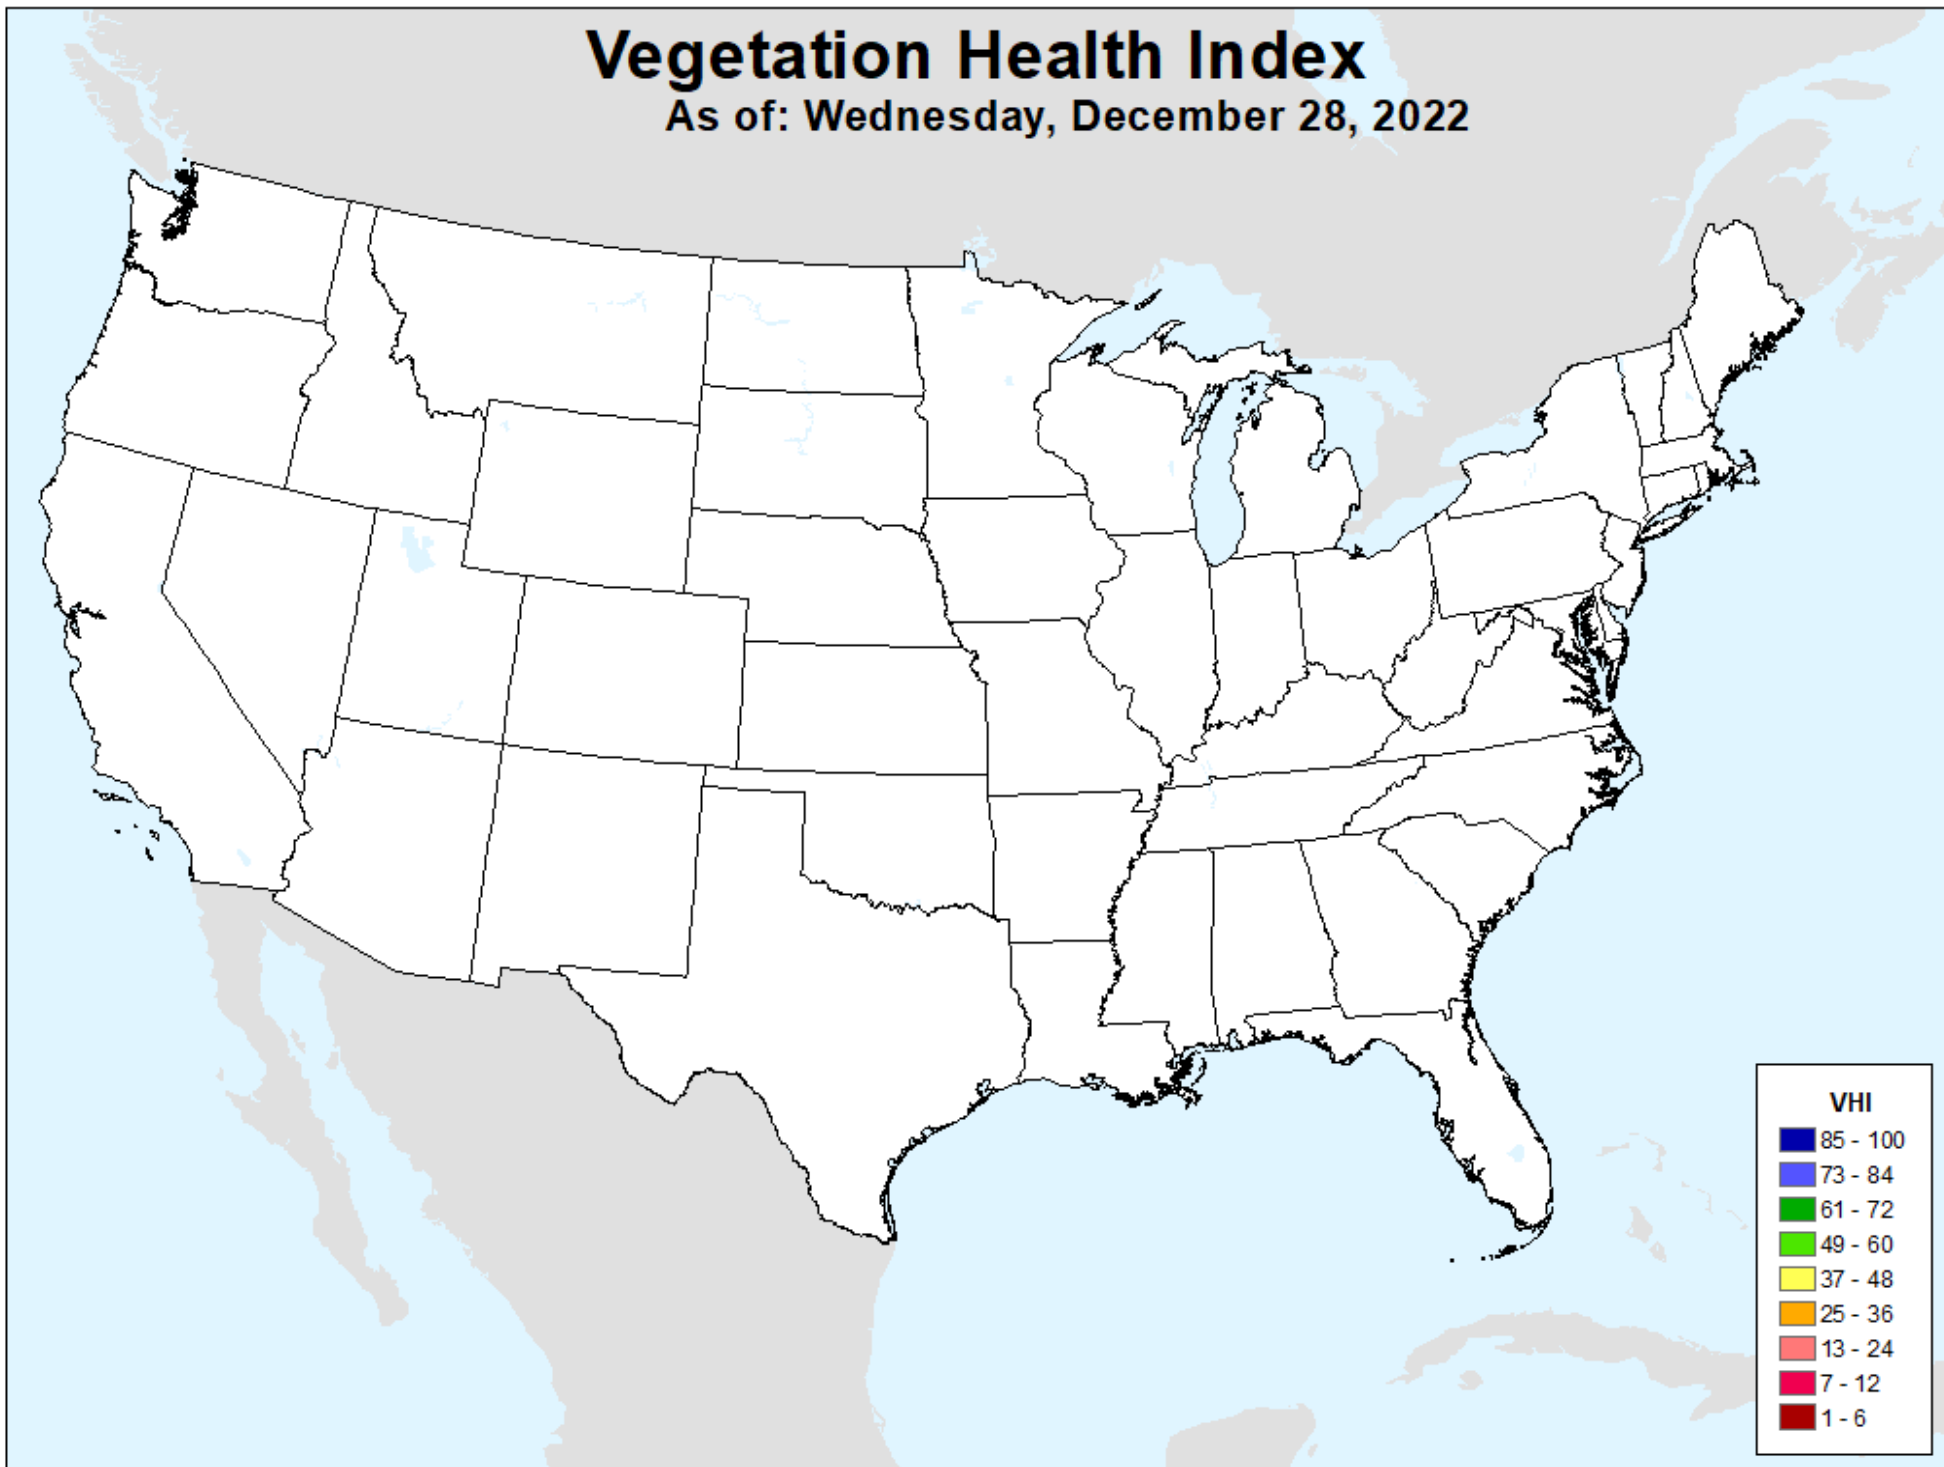 Vegetation Health Index
As of: Wednesday, December 28, 2022
VHI
85 - 100
73 - 84
61 - 72
49 - 60
37 - 48
25 - 36
13 - 24
7 - 12
1 - 6